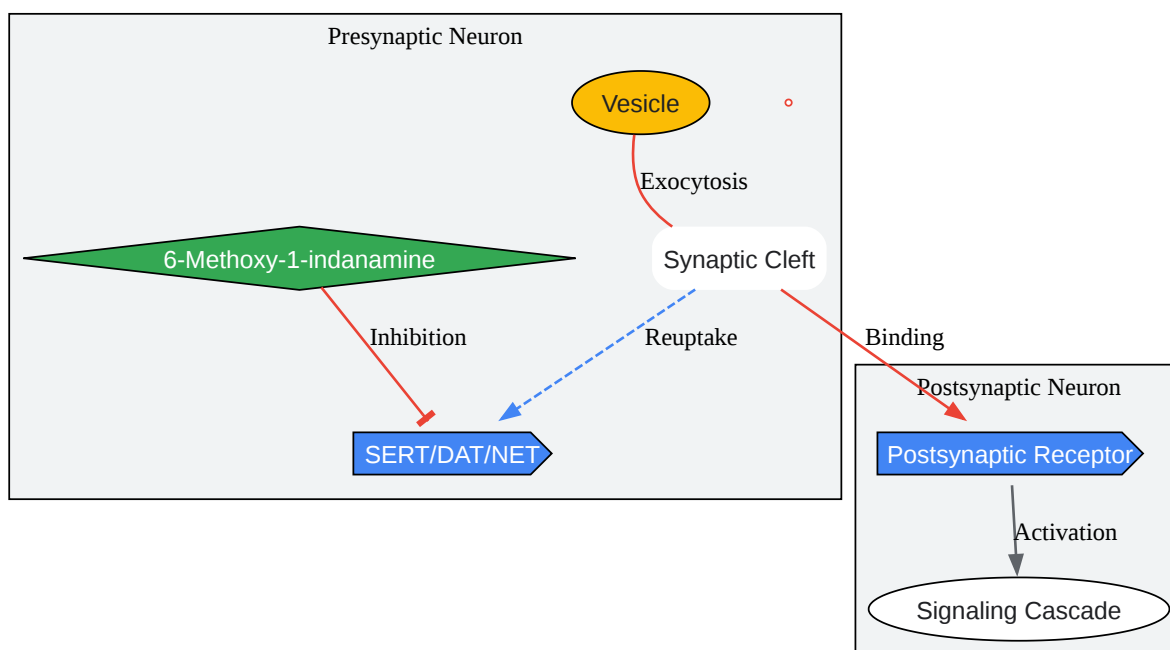 Presynaptic Neuron
Vesicle
Exocytosis
6-Methoxy-1-indanamine
Synaptic Cleft
Inhibition
Reuptake
Binding
Postsynaptic Neuron
SERT/DAT/NET
Postsynaptic Receptor
Activation
Signaling Cascade